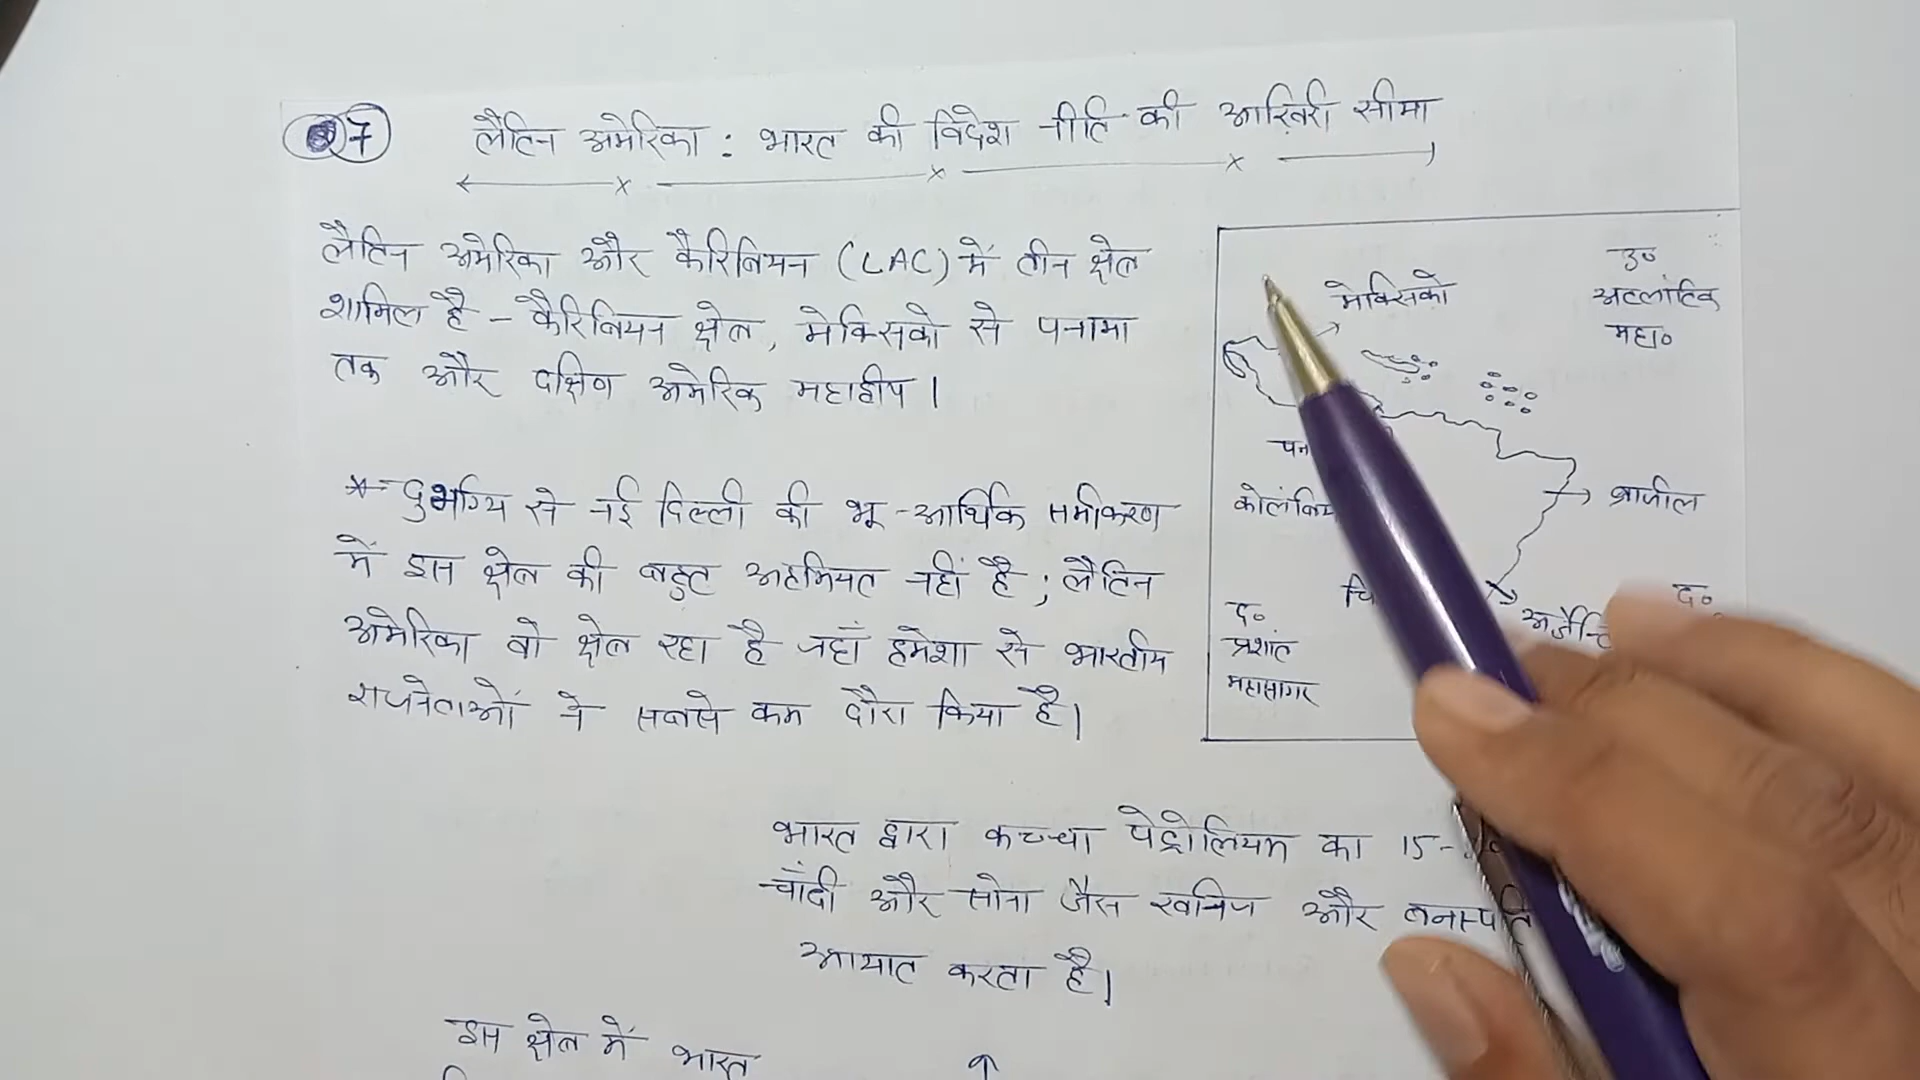 7
लैटिन अमेरिका : भारत की विदेश नीति की आखिरी सीमा
लैटिन अमेरिका और कैरिबियन (LAC) में तीन क्षेत्र
शामिल है - कैरिबियन क्षेत्र, मेक्सिको से पनामा
तक और दक्षिण अमेरिक महाद्वीप ।
* दुर्भाग्य से नई दिल्ली की भू-आर्थिक समीकरण
में इस क्षेत्र की बहुत अहमियत नहीं है ; लैटिन
अमेरिका वो क्षेत्र रहा है जहाँ हमेशा से भारतीय
राजनेताओं ने सबसे कम दौरा किया है।
मेक्सिको
उ०
अटलांटिक
महा०
ब्राजील
द०
प्रशांत
महासागर
द०
भारत द्वारा कच्चा पेट्रोलियम का 15-
चाँदी और सोना जैस खनिज और वनस्पति
आयात करता है।
इस क्षेत्र में भारत